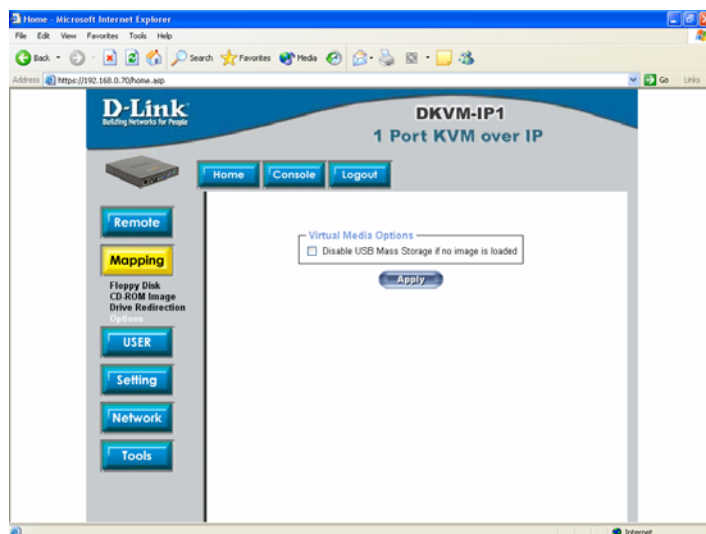 Home - Microsoft Internet Explorer
File Edit View Favorites Tools Help
Back Search Favorites Media
Address https://192.168.0.70/home.asp Go Links
D-Link
Building Networks for People
DKVM-IP1
1 Port KVM over IP
Home Console Logout
Remote
Mapping
Floppy Disk
CD-ROM Image
Drive Redirection
Options
USER
Setting
Network
Tools
Virtual Media Options
Disable USB Mass Storage if no image is loaded
Apply
Internet